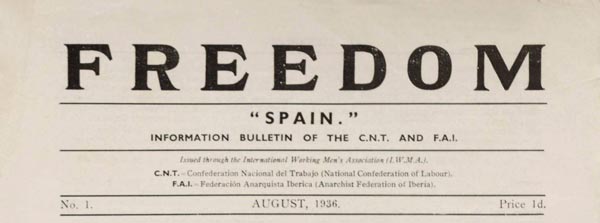 FREEDOM
"SPAIN."
INFORMATION BULLETIN OF THE C.N.T. AND F.A.I.
Issued through the International Working Men's Association (I.W.M.A.).
C.N.T. – Confederation Nacional del Trabajo (National Confederation of Labour).
F.A.I. – Federación Anarquista Iberica (Anarchist Federation of Iberia).
No. 1. AUGUST, 1936. Price 1d.